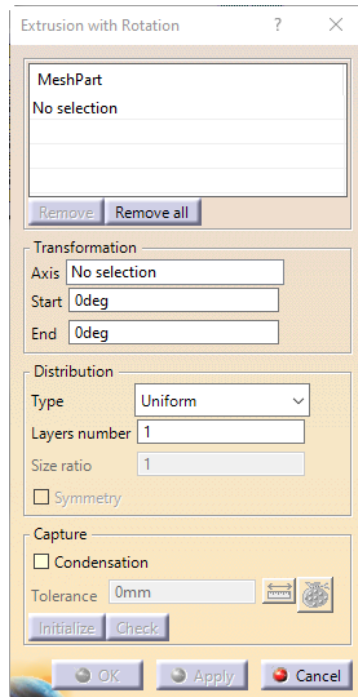 Extrusion with Rotation ?
MeshPart
No selection
Remove Remove all
Transformation
Axis No selection
Start 0deg
End 0deg
Distribution
Type Uniform
Layers number 1
Size ratio 1
Symmetry
Capture
Condensation
Tolerance 0mm
Initialize Check
OK Apply Cancel